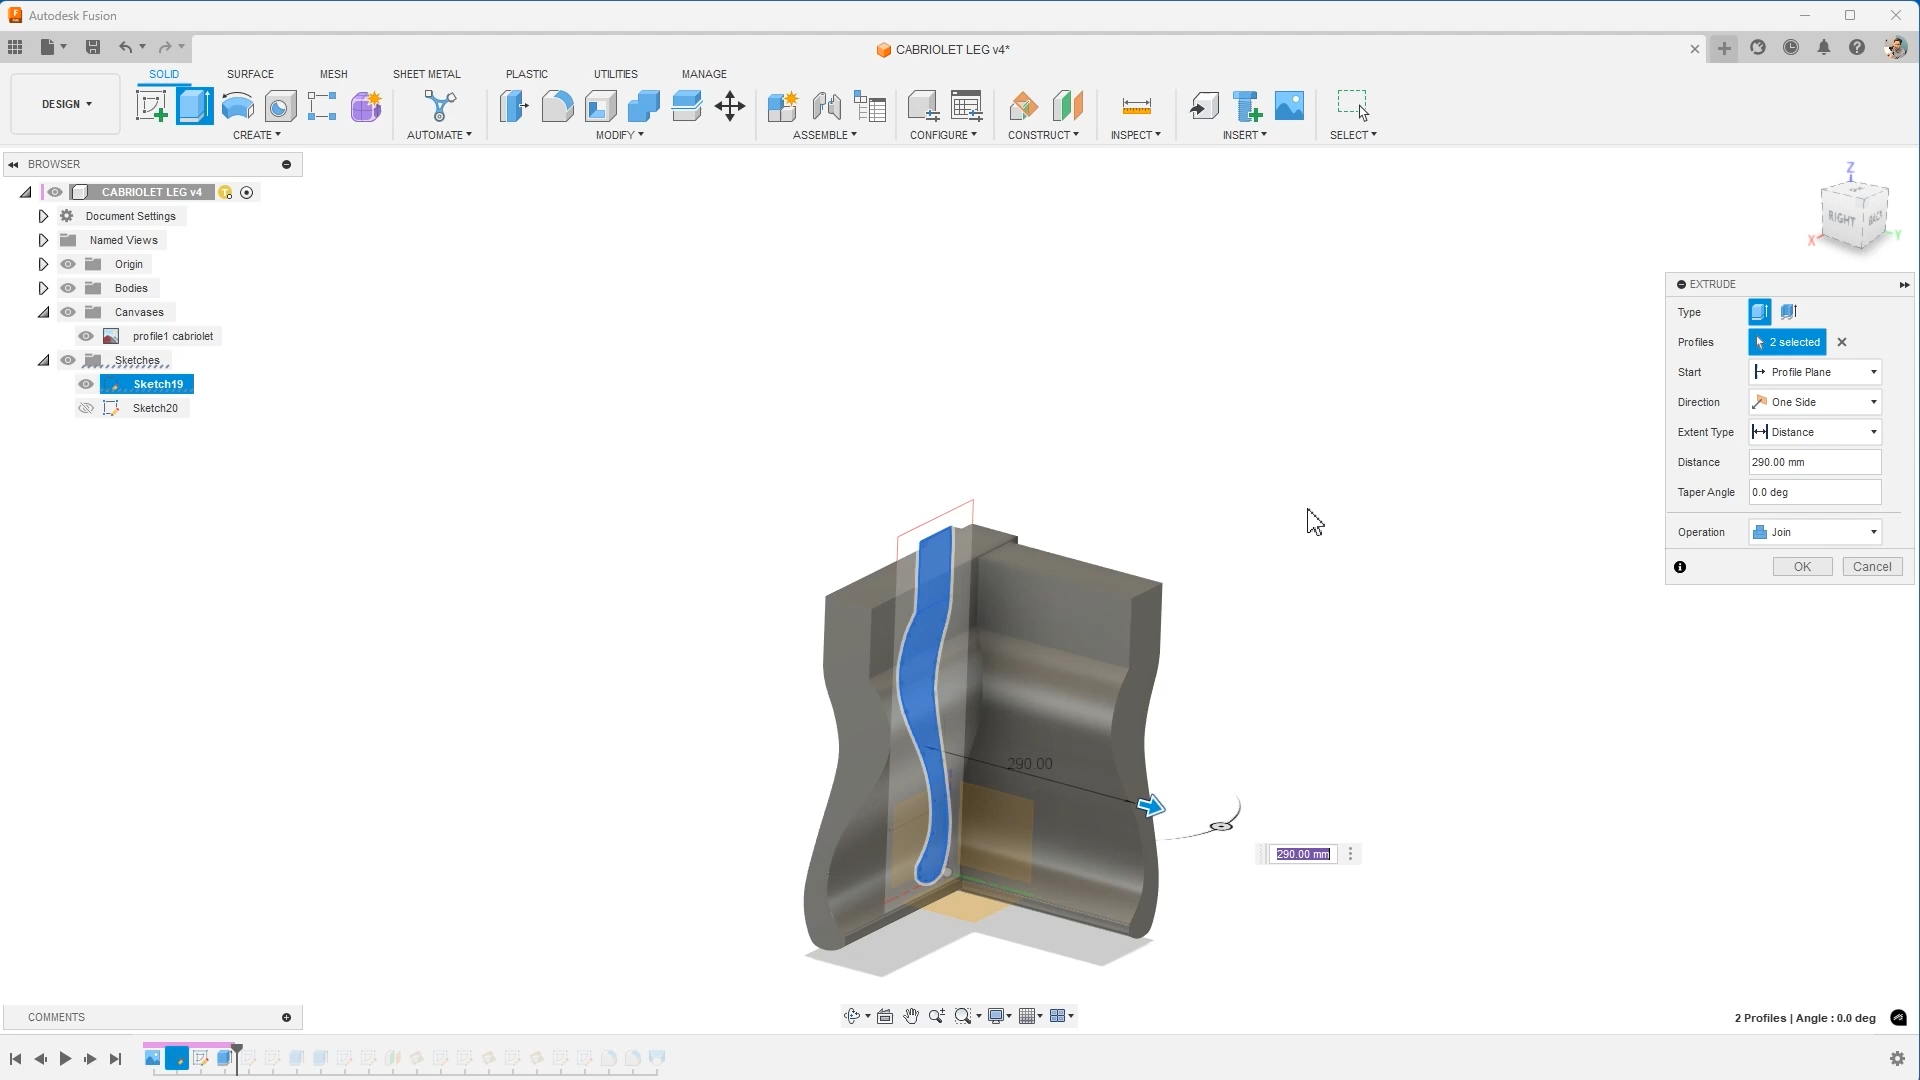 Autodesk Fusion
CABRIOLET LEG v4*
DESIGN
SOLID
SURFACE
MESH
SHEET METAL
PLASTIC
UTILITIES
MANAGE
CREATE
AUTOMATE
MODIFY
ASSEMBLE
CONFIGURE
CONSTRUCT
INSPECT
INSERT
SELECT
BROWSER
CABRIOLET LEG v4
Document Settings
Named Views
Origin
Bodies
Canvases
profile1 cabriolet
Sketches
Sketch19
Sketch20
Z
RIGHT
BACK
X
Y
EXTRUDE
Type
Profiles 2 selected
Start Profile Plane
Direction One Side
Extent Type Distance
Distance 290.00 mm
Taper Angle 0.0 deg
Operation Join
OK Cancel
290.00
290.00 mm
COMMENTS
2 Profiles | Angle : 0.0 deg